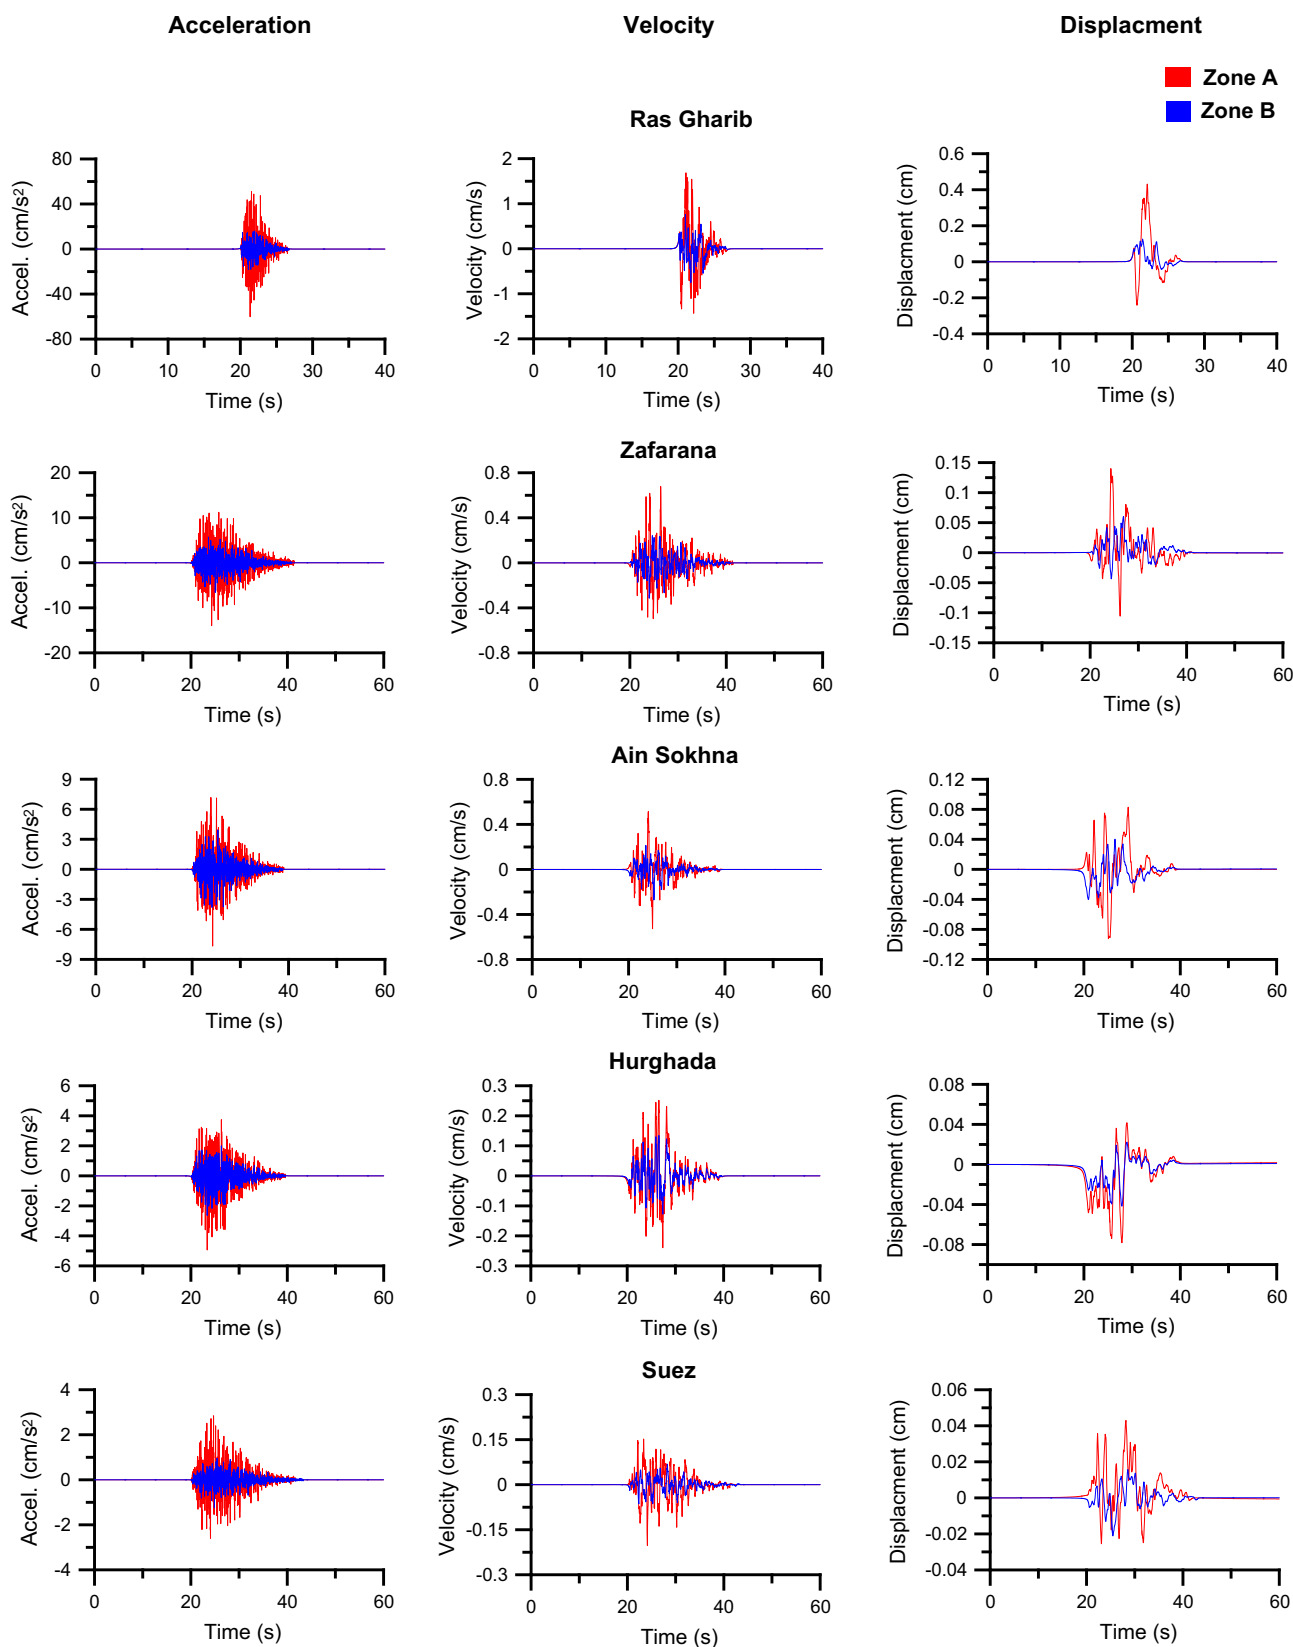 Acceleration Velocity Displacment
Zone A
Zone B
Ras Gharib
Accel. (cm/s²)
80
40
0
-40
-80
0 10 20 30 40
Time (s)
Velocity (cm/s)
2
1
0
-1
-2
0 10 20 30 40
Time (s)
Displacment (cm)
0.6
0.4
0.2
0
-0.2
-0.4
0 10 20 30 40
Time (s)
Zafarana
Accel. (cm/s²)
20
10
0
-10
-20
0 20 40 60
Time (s)
Velocity (cm/s)
0.8
0.4
0
-0.4
-0.8
0 20 40 60
Time (s)
Displacment (cm)
0.15
0.1
0.05
0
-0.05
-0.1
-0.15
0 20 40 60
Time (s)
Ain Sokhna
Accel. (cm/s²)
9
6
3
0
-3
-6
-9
0 20 40 60
Time (s)
Velocity (cm/s)
0.8
0.4
0
-0.4
-0.8
0 20 40 60
Time (s)
Displacment (cm)
0.12
0.08
0.04
0
-0.04
-0.08
-0.12
0 20 40 60
Time (s)
Hurghada
Accel. (cm/s²)
6
4
2
0
-2
-4
-6
0 20 40 60
Time (s)
Velocity (cm/s)
0.3
0.2
0.1
0
-0.1
-0.2
-0.3
0 20 40 60
Time (s)
Displacment (cm)
0.08
0.04
0
-0.04
-0.08
0 20 40 60
Time (s)
Suez
Accel. (cm/s²)
4
2
0
-2
-4
0 20 40 60
Time (s)
Velocity (cm/s)
0.3
0.15
0
-0.15
-0.3
0 20 40 60
Time (s)
Displacment (cm)
0.06
0.04
0.02
0
-0.02
-0.04
0 20 40 60
Time (s)